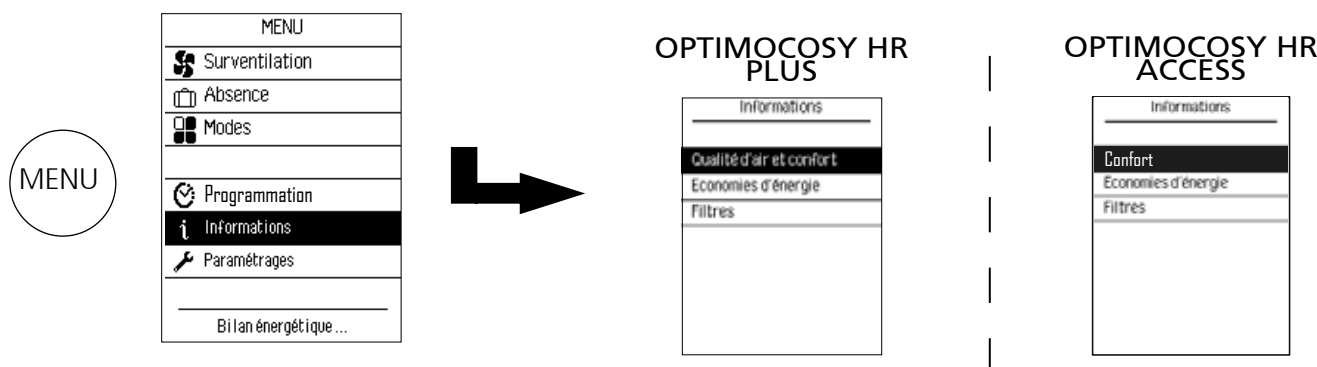 MENU
MENU
Surventilation
Absence
Modes
Programmation
Informations
Paramétrages
Bilan énergétique ...
OPTIMOCOSY HR
PLUS
Informations
Qualité d'air et confort
Economies d'énergie
Filtres
OPTIMOCOSY HR
ACCESS
Informations
Confort
Economies d'énergie
Filtres